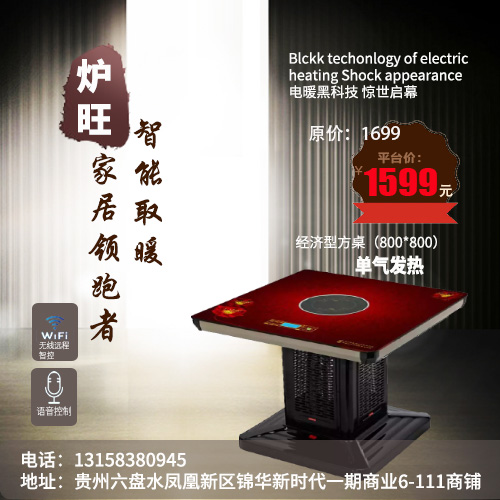 Blckk techonlogy of electric
heating Shock appearance
电暖黑科技 惊世启幕
炉旺
智能取暖
家居领跑者
原价：1699
平台价：
¥1599元
经济型方桌（800*800）
单气发热
WiFi
无线远程
智控
语音控制
电话：13158380945
地址：贵州六盘水凤凰新区锦华新时代一期商业6-111商铺